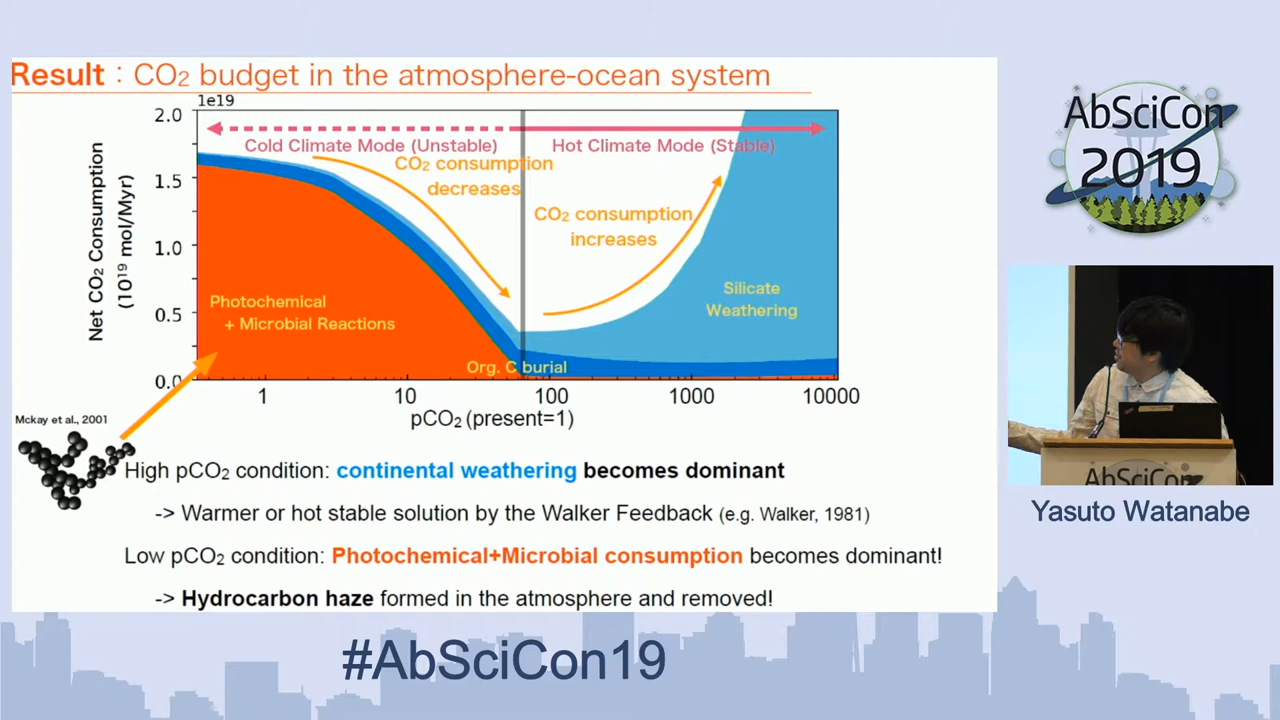 Result : CO₂ budget in the atmosphere-ocean system
1e19
2.0
1.5
1.0
0.5
0.0
Net CO₂ Consumption
(10¹⁹ mol/Myr)
Cold Climate Mode (Unstable)
Hot Climate Mode (Stable)
CO₂ consumption
decreases
CO₂ consumption
increases
Photochemical
+ Microbial Reactions
Silicate
Weathering
Org. C burial
1
10
100
1000
10000
pCO₂ (present=1)
Mckay et al., 2001
High pCO₂ condition: continental weathering becomes dominant
-> Warmer or hot stable solution by the Walker Feedback (e.g. Walker, 1981)
Low pCO₂ condition: Photochemical+Microbial consumption becomes dominant!
-> Hydrocarbon haze formed in the atmosphere and removed!
AbSciCon
2019
AbSciCon
Yasuto Watanabe
#AbSciCon19